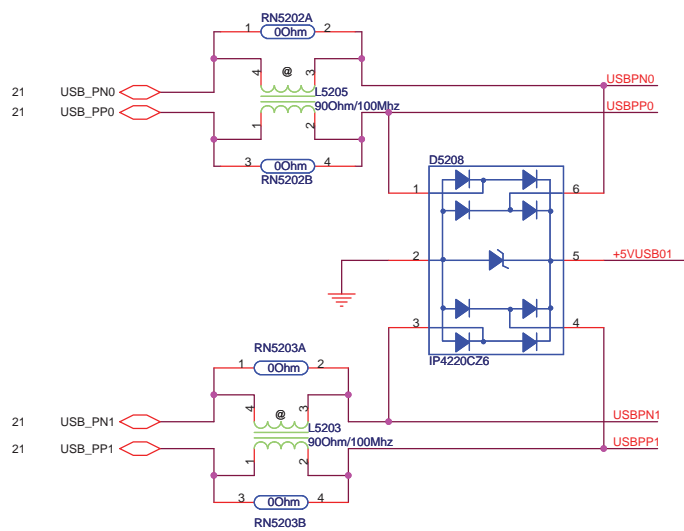 RN5202A
1 0Ohm 2
4 @ 3
21 USB_PN0 L5205 USBPN0
21 USB_PP0 90Ohm/100Mhz USBPP0
1 2
3 0Ohm 4
RN5202B
D5208
1 6
2 5 +5VUSB01
3 4
IP4220CZ6
RN5203A
1 0Ohm 2
4 @ 3
21 USB_PN1 L5203 USBPN1
21 USB_PP1 90Ohm/100Mhz USBPP1
1 2
3 0Ohm 4
RN5203B